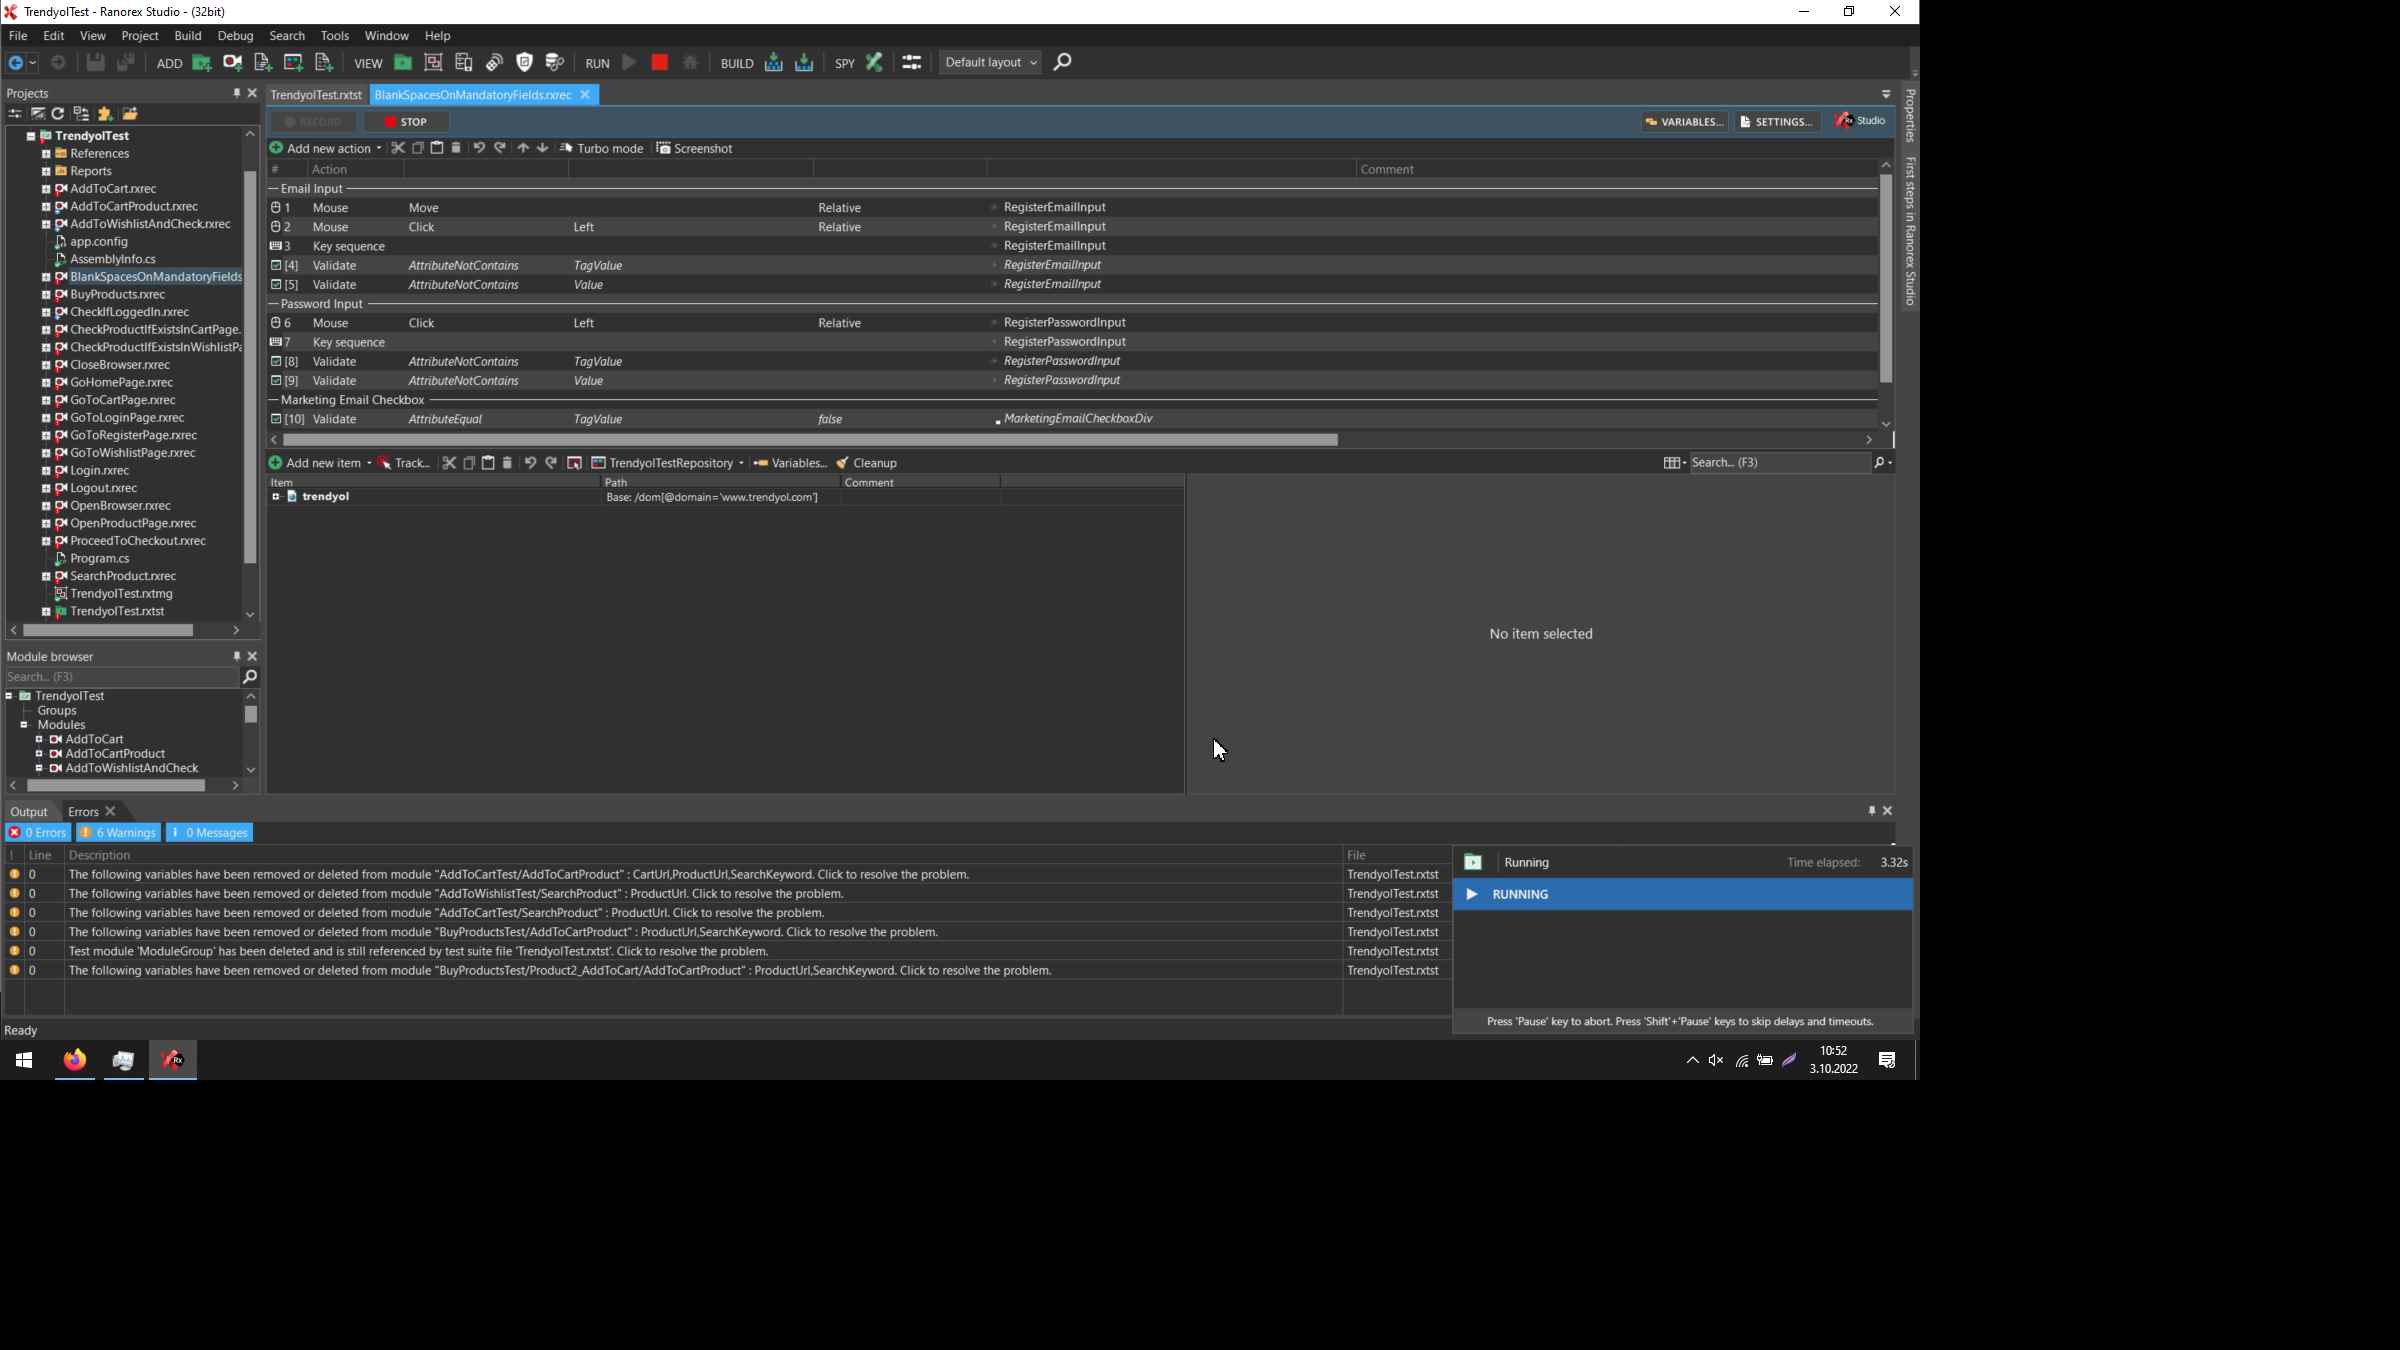 TrendyolTest - Ranorex Studio - (32bit)
File Edit View Project Build Debug Search Tools Window Help
ADD VIEW RUN BUILD SPY Default layout
Projects
TrendyolTest.rxtst BlankSpacesOnMandatoryFields.rxrec
RECORD STOP VARIABLES... SETTINGS... Studio
Add new action Turbo mode Screenshot
# Action Comment
Email Input
1 Mouse Move Relative RegisterEmailInput
2 Mouse Click Left Relative RegisterEmailInput
3 Key sequence RegisterEmailInput
[4] Validate AttributeNotContains TagValue RegisterEmailInput
[5] Validate AttributeNotContains Value RegisterEmailInput
Password Input
6 Mouse Click Left Relative RegisterPasswordInput
7 Key sequence RegisterPasswordInput
[8] Validate AttributeNotContains TagValue RegisterPasswordInput
[9] Validate AttributeNotContains Value RegisterPasswordInput
Marketing Email Checkbox
[10] Validate AttributeEqual TagValue false MarketingEmailCheckboxDiv
Properties
First steps in Ranorex Studio
TrendyolTest
References
Reports
AddToCart.rxrec
AddToCartProduct.rxrec
AddToWishlistAndCheck.rxrec
app.config
AssemblyInfo.cs
BlankSpacesOnMandatoryFields
BuyProducts.rxrec
CheckIfLoggedIn.rxrec
CheckProductIfExistsInCartPage.
CheckProductIfExistsInWishlistPa
CloseBrowser.rxrec
GoHomePage.rxrec
GoToCartPage.rxrec
GoToLoginPage.rxrec
GoToRegisterPage.rxrec
GoToWishlistPage.rxrec
Login.rxrec
Logout.rxrec
OpenBrowser.rxrec
OpenProductPage.rxrec
ProceedToCheckout.rxrec
Program.cs
SearchProduct.rxrec
TrendyolTest.rxtmg
TrendyolTest.rxtst
Add new item Track... TrendyolTestRepository Variables... Cleanup Search... (F3)
Item Path Comment
trendyol Base: /dom[@domain='www.trendyol.com']
No item selected
Module browser
Search... (F3)
TrendyolTest
Groups
Modules
AddToCart
AddToCartProduct
AddToWishlistAndCheck
Output Errors
0 Errors 6 Warnings 0 Messages
! Line Description File
0 The following variables have been removed or deleted from module "AddToCartTest/AddToCartProduct" : CartUrl,ProductUrl,SearchKeyword. Click to resolve the problem. TrendyolTest.rxtst
0 The following variables have been removed or deleted from module "AddToWishlistTest/SearchProduct" : ProductUrl. Click to resolve the problem. TrendyolTest.rxtst
0 The following variables have been removed or deleted from module "AddToCartTest/SearchProduct" : ProductUrl. Click to resolve the problem. TrendyolTest.rxtst
0 The following variables have been removed or deleted from module "BuyProductsTest/AddToCartProduct" : ProductUrl,SearchKeyword. Click to resolve the problem. TrendyolTest.rxtst
0 Test module 'ModuleGroup' has been deleted and is still referenced by test suite file 'TrendyolTest.rxtst'. Click to resolve the problem. TrendyolTest.rxtst
0 The following variables have been removed or deleted from module "BuyProductsTest/Product2_AddToCart/AddToCartProduct" : ProductUrl,SearchKeyword. Click to resolve the problem. TrendyolTest.rxtst
Running Time elapsed: 3.32s
RUNNING
Press 'Pause' key to abort. Press 'Shift'+'Pause' keys to skip delays and timeouts.
Ready
10:52
3.10.2022